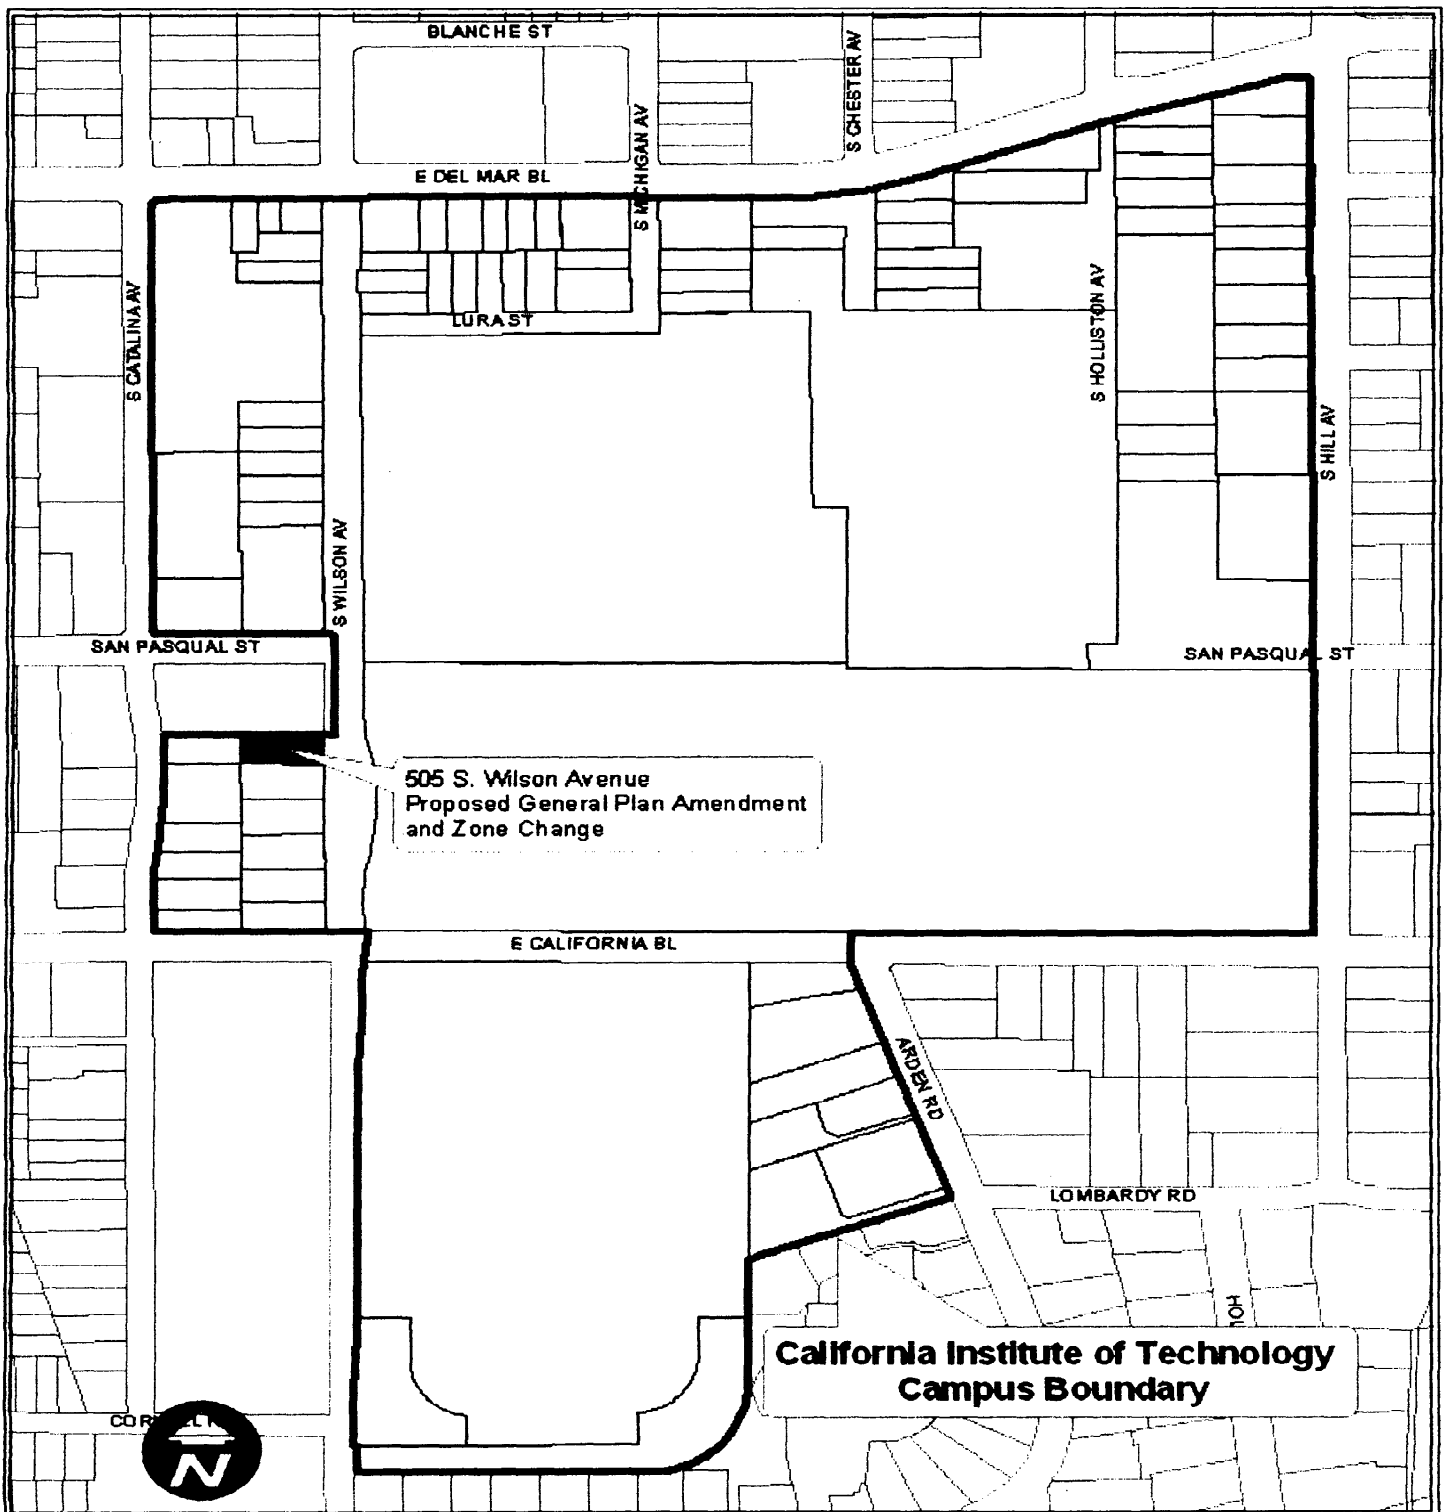 BLANCHE ST
S CHESTER AV
S MICHIGAN AV
E DEL MAR BL
S CATALINA AV
LURA ST
S HOLLISTON AV
S HILL AV
S WILSON AV
SAN PASQUAL ST
SAN PASQUAL ST
505 S. Wilson Avenue
Proposed General Plan Amendment
and Zone Change
E CALIFORNIA BL
ARDEN RD
LOMBARDY RD
California Institute of Technology
Campus Boundary
N